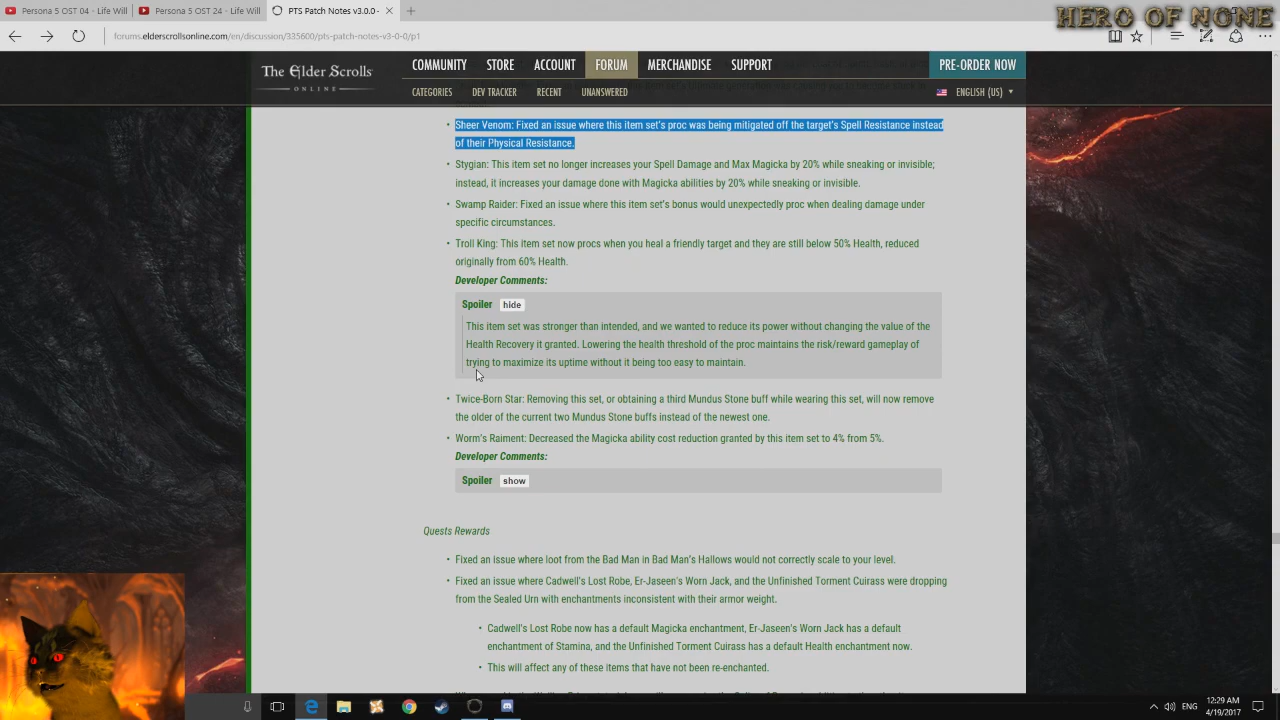 Persona 5 OST 04 - Life Will
Persona 5 OST 24 - Life Will
PTS Patch Notes v3.0.0 -
HERO OF NONE
forums.elderscrollsonline.com/en/discussion/335600/pts-patch-notes-v3-0-0/p1
The Elder Scrolls
ONLINE
COMMUNITY STORE ACCOUNT FORUM MERCHANDISE SUPPORT PRE-ORDER NOW
CATEGORIES DEV TRACKER RECENT UNANSWERED ENGLISH (US)
• Sheer Venom: Fixed an issue where this item set's proc was being mitigated off the target's Spell Resistance instead
of their Physical Resistance.
• Stygian: This item set no longer increases your Spell Damage and Max Magicka by 20% while sneaking or invisible;
instead, it increases your damage done with Magicka abilities by 20% while sneaking or invisible.
• Swamp Raider: Fixed an issue where this item set's bonus would unexpectedly proc when dealing damage under
specific circumstances.
• Troll King: This item set now procs when you heal a friendly target and they are still below 50% Health, reduced
originally from 60% Health.
Developer Comments:
Spoiler hide
This item set was stronger than intended, and we wanted to reduce its power without changing the value of the
Health Recovery it granted. Lowering the health threshold of the proc maintains the risk/reward gameplay of
trying to maximize its uptime without it being too easy to maintain.
• Twice-Born Star: Removing this set, or obtaining a third Mundus Stone buff while wearing this set, will now remove
the older of the current two Mundus Stone buffs instead of the newest one.
• Worm's Raiment: Decreased the Magicka ability cost reduction granted by this item set to 4% from 5%.
Developer Comments:
Spoiler show
Quests Rewards
• Fixed an issue where loot from the Bad Man in Bad Man's Hallows would not correctly scale to your level.
• Fixed an issue where Cadwell's Lost Robe, Er-Jaseen's Worn Jack, and the Unfinished Torment Cuirass were dropping
from the Sealed Urn with enchantments inconsistent with their armor weight.
• Cadwell's Lost Robe now has a default Magicka enchantment, Er-Jaseen's Worn Jack has a default
enchantment of Stamina, and the Unfinished Torment Cuirass has a default Health enchantment now.
• This will affect any of these items that have not been re-enchanted.
ENG
12:29 AM
4/19/2017